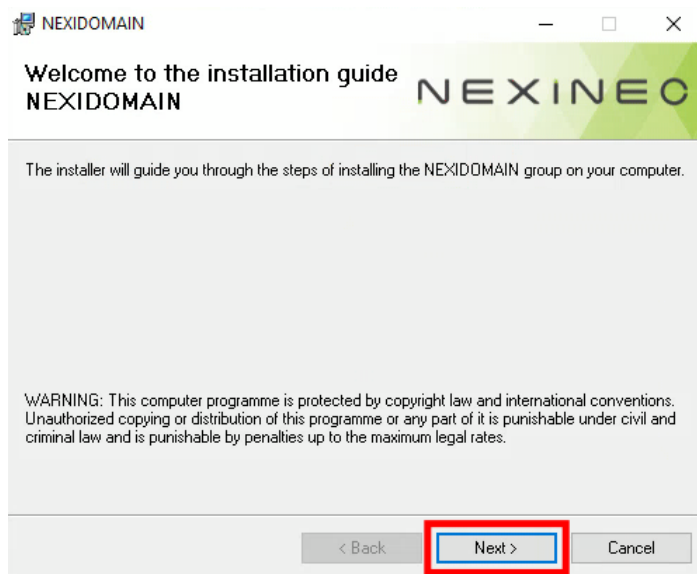 NEXIDOMAIN
Welcome to the installation guide
NEXIDOMAIN
NEXINEC
The installer will guide you through the steps of installing the NEXIDOMAIN group on your computer.
WARNING: This computer programme is protected by copyright law and international conventions.
Unauthorized copying or distribution of this programme or any part of it is punishable under civil and
criminal law and is punishable by penalties up to the maximum legal rates.
< Back Next > Cancel